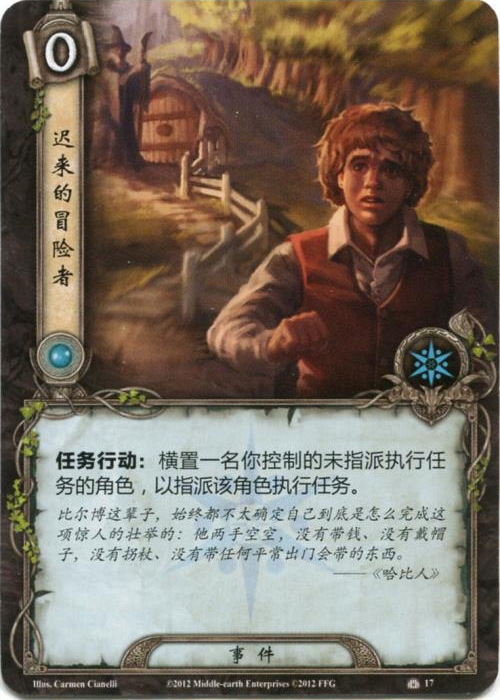 0
迟来的冒险者
任务行动：横置一名你控制的未指派执行任
务的角色，以指派该角色执行任务。
比尔博这辈子，始终都不太确定自己到底是怎么完成这
项惊人的壮举的：他两手空空，没有带钱、没有戴帽
子，没有拐杖、没有带任何平常出门会带的东西。
——《哈比人》
事件
Illus. Carmen Cianelli ©2012 Middle-earth Enterprises ©2012 FFG 17